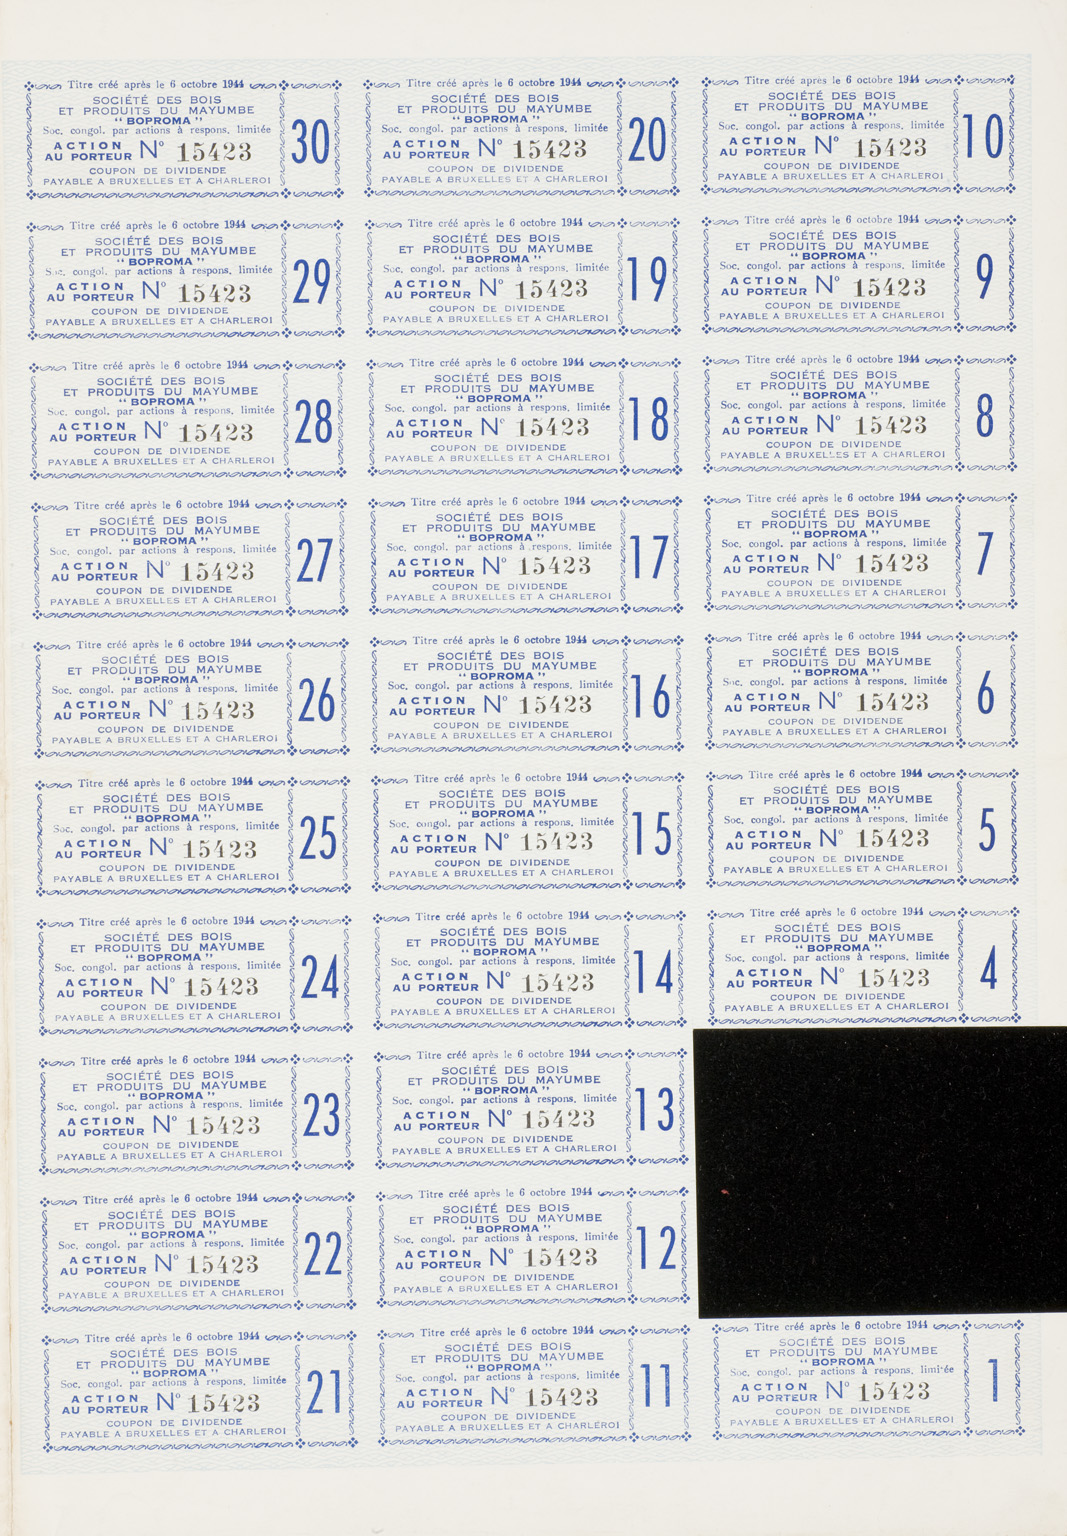 Titre créé après le 6 octobre 1944
SOCIÉTÉ DES BOIS
ET PRODUITS DU MAYUMBE
"BOPROMA"
Soc. congol. par actions à respons. limitée
ACTION
AU PORTEUR N° 15423
COUPON DE DIVIDENDE
PAYABLE A BRUXELLES ET A CHARLEROI
30
Titre créé après le 6 octobre 1944
SOCIÉTÉ DES BOIS
ET PRODUITS DU MAYUMBE
"BOPROMA"
Soc. congol. par actions à respons. limitée
ACTION
AU PORTEUR N° 15423
COUPON DE DIVIDENDE
PAYABLE A BRUXELLES ET A CHARLEROI
20
Titre créé après le 6 octobre 1944
SOCIÉTÉ DES BOIS
ET PRODUITS DU MAYUMBE
"BOPROMA"
Soc. congol. par actions à respons. limitée
ACTION
AU PORTEUR N° 15423
COUPON DE DIVIDENDE
PAYABLE A BRUXELLES ET A CHARLEROI
10
Titre créé après le 6 octobre 1944
SOCIÉTÉ DES BOIS
ET PRODUITS DU MAYUMBE
"BOPROMA"
Soc. congol. par actions à respons. limitée
ACTION
AU PORTEUR N° 15423
COUPON DE DIVIDENDE
PAYABLE A BRUXELLES ET A CHARLEROI
29
Titre créé après le 6 octobre 1944
SOCIÉTÉ DES BOIS
ET PRODUITS DU MAYUMBE
"BOPROMA"
Soc. congol. par actions à respons. limitée
ACTION
AU PORTEUR N° 15423
COUPON DE DIVIDENDE
PAYABLE A BRUXELLES ET A CHARLEROI
19
Titre créé après le 6 octobre 1944
SOCIÉTÉ DES BOIS
ET PRODUITS DU MAYUMBE
"BOPROMA"
Soc. congol. par actions à respons. limitée
ACTION
AU PORTEUR N° 15423
COUPON DE DIVIDENDE
PAYABLE A BRUXELLES ET A CHARLEROI
9
Titre créé après le 6 octobre 1944
SOCIÉTÉ DES BOIS
ET PRODUITS DU MAYUMBE
"BOPROMA"
Soc. congol. par actions à respons. limitée
ACTION
AU PORTEUR N° 15423
COUPON DE DIVIDENDE
PAYABLE A BRUXELLES ET A CHARLEROI
28
Titre créé après le 6 octobre 1944
SOCIÉTÉ DES BOIS
ET PRODUITS DU MAYUMBE
"BOPROMA"
Soc. congol. par actions à respons. limitée
ACTION
AU PORTEUR N° 15423
COUPON DE DIVIDENDE
PAYABLE A BRUXELLES ET A CHARLEROI
18
Titre créé après le 6 octobre 1944
SOCIÉTÉ DES BOIS
ET PRODUITS DU MAYUMBE
"BOPROMA"
Soc. congol. par actions à respons. limitée
ACTION
AU PORTEUR N° 15423
COUPON DE DIVIDENDE
PAYABLE A BRUXELLES ET A CHARLEROI
8
Titre créé après le 6 octobre 1944
SOCIÉTÉ DES BOIS
ET PRODUITS DU MAYUMBE
"BOPROMA"
Soc. congol. par actions à respons. limitée
ACTION
AU PORTEUR N° 15423
COUPON DE DIVIDENDE
PAYABLE A BRUXELLES ET A CHARLEROI
27
Titre créé après le 6 octobre 1944
SOCIÉTÉ DES BOIS
ET PRODUITS DU MAYUMBE
"BOPROMA"
Soc. congol. par actions à respons. limitée
ACTION
AU PORTEUR N° 15423
COUPON DE DIVIDENDE
PAYABLE A BRUXELLES ET A CHARLEROI
17
Titre créé après le 6 octobre 1944
SOCIÉTÉ DES BOIS
ET PRODUITS DU MAYUMBE
"BOPROMA"
Soc. congol. par actions à respons. limitée
ACTION
AU PORTEUR N° 15423
COUPON DE DIVIDENDE
PAYABLE A BRUXELLES ET A CHARLEROI
7
Titre créé après le 6 octobre 1944
SOCIÉTÉ DES BOIS
ET PRODUITS DU MAYUMBE
"BOPROMA"
Soc. congol. par actions à respons. limitée
ACTION
AU PORTEUR N° 15423
COUPON DE DIVIDENDE
PAYABLE A BRUXELLES ET A CHARLEROI
26
Titre créé après le 6 octobre 1944
SOCIÉTÉ DES BOIS
ET PRODUITS DU MAYUMBE
"BOPROMA"
Soc. congol. par actions à respons. limitée
ACTION
AU PORTEUR N° 15423
COUPON DE DIVIDENDE
PAYABLE A BRUXELLES ET A CHARLEROI
16
Titre créé après le 6 octobre 1944
SOCIÉTÉ DES BOIS
ET PRODUITS DU MAYUMBE
"BOPROMA"
Soc. congol. par actions à respons. limitée
ACTION
AU PORTEUR N° 15423
COUPON DE DIVIDENDE
PAYABLE A BRUXELLES ET A CHARLEROI
6
Titre créé après le 6 octobre 1944
SOCIÉTÉ DES BOIS
ET PRODUITS DU MAYUMBE
"BOPROMA"
Soc. congol. par actions à respons. limitée
ACTION
AU PORTEUR N° 15423
COUPON DE DIVIDENDE
PAYABLE A BRUXELLES ET A CHARLEROI
25
Titre créé après le 6 octobre 1944
SOCIÉTÉ DES BOIS
ET PRODUITS DU MAYUMBE
"BOPROMA"
Soc. congol. par actions à respons. limitée
ACTION
AU PORTEUR N° 15423
COUPON DE DIVIDENDE
PAYABLE A BRUXELLES ET A CHARLEROI
15
Titre créé après le 6 octobre 1944
SOCIÉTÉ DES BOIS
ET PRODUITS DU MAYUMBE
"BOPROMA"
Soc. congol. par actions à respons. limitée
ACTION
AU PORTEUR N° 15423
COUPON DE DIVIDENDE
PAYABLE A BRUXELLES ET A CHARLEROI
5
Titre créé après le 6 octobre 1944
SOCIÉTÉ DES BOIS
ET PRODUITS DU MAYUMBE
"BOPROMA"
Soc. congol. par actions à respons. limitée
ACTION
AU PORTEUR N° 15423
COUPON DE DIVIDENDE
PAYABLE A BRUXELLES ET A CHARLEROI
24
Titre créé après le 6 octobre 1944
SOCIÉTÉ DES BOIS
ET PRODUITS DU MAYUMBE
"BOPROMA"
Soc. congol. par actions à respons. limitée
ACTION
AU PORTEUR N° 15423
COUPON DE DIVIDENDE
PAYABLE A BRUXELLES ET A CHARLEROI
14
Titre créé après le 6 octobre 1944
SOCIÉTÉ DES BOIS
ET PRODUITS DU MAYUMBE
"BOPROMA"
Soc. congol. par actions à respons. limitée
ACTION
AU PORTEUR N° 15423
COUPON DE DIVIDENDE
PAYABLE A BRUXELLES ET A CHARLEROI
4
Titre créé après le 6 octobre 1944
SOCIÉTÉ DES BOIS
ET PRODUITS DU MAYUMBE
"BOPROMA"
Soc. congol. par actions à respons. limitée
ACTION
AU PORTEUR N° 15423
COUPON DE DIVIDENDE
PAYABLE A BRUXELLES ET A CHARLEROI
23
Titre créé après le 6 octobre 1944
SOCIÉTÉ DES BOIS
ET PRODUITS DU MAYUMBE
"BOPROMA"
Soc. congol. par actions à respons. limitée
ACTION
AU PORTEUR N° 15423
COUPON DE DIVIDENDE
PAYABLE A BRUXELLES ET A CHARLEROI
13
Titre créé après le 6 octobre 1944
SOCIÉTÉ DES BOIS
ET PRODUITS DU MAYUMBE
"BOPROMA"
Soc. congol. par actions à respons. limitée
ACTION
AU PORTEUR N° 15423
COUPON DE DIVIDENDE
PAYABLE A BRUXELLES ET A CHARLEROI
22
Titre créé après le 6 octobre 1944
SOCIÉTÉ DES BOIS
ET PRODUITS DU MAYUMBE
"BOPROMA"
Soc. congol. par actions à respons. limitée
ACTION
AU PORTEUR N° 15423
COUPON DE DIVIDENDE
PAYABLE A BRUXELLES ET A CHARLEROI
12
Titre créé après le 6 octobre 1944
SOCIÉTÉ DES BOIS
ET PRODUITS DU MAYUMBE
"BOPROMA"
Soc. congol. par actions à respons. limitée
ACTION
AU PORTEUR N° 15423
COUPON DE DIVIDENDE
PAYABLE A BRUXELLES ET A CHARLEROI
21
Titre créé après le 6 octobre 1944
SOCIÉTÉ DES BOIS
ET PRODUITS DU MAYUMBE
"BOPROMA"
Soc. congol. par actions à respons. limitée
ACTION
AU PORTEUR N° 15423
COUPON DE DIVIDENDE
PAYABLE A BRUXELLES ET A CHARLEROI
11
Titre créé après le 6 octobre 1944
SOCIÉTÉ DES BOIS
ET PRODUITS DU MAYUMBE
"BOPROMA"
Soc. congol. par actions à respons. limitée
ACTION
AU PORTEUR N° 15423
COUPON DE DIVIDENDE
PAYABLE A BRUXELLES ET A CHARLEROI
1